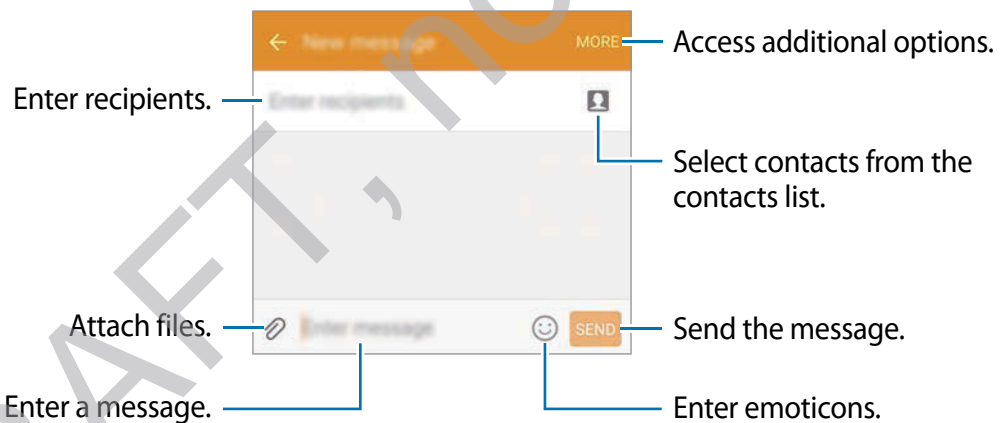 New message
MORE
Access additional options.
Enter recipients.
Enter recipients
Select contacts from the
contacts list.
Attach files.
Enter message
SEND
Send the message.
Enter a message.
Enter emoticons.